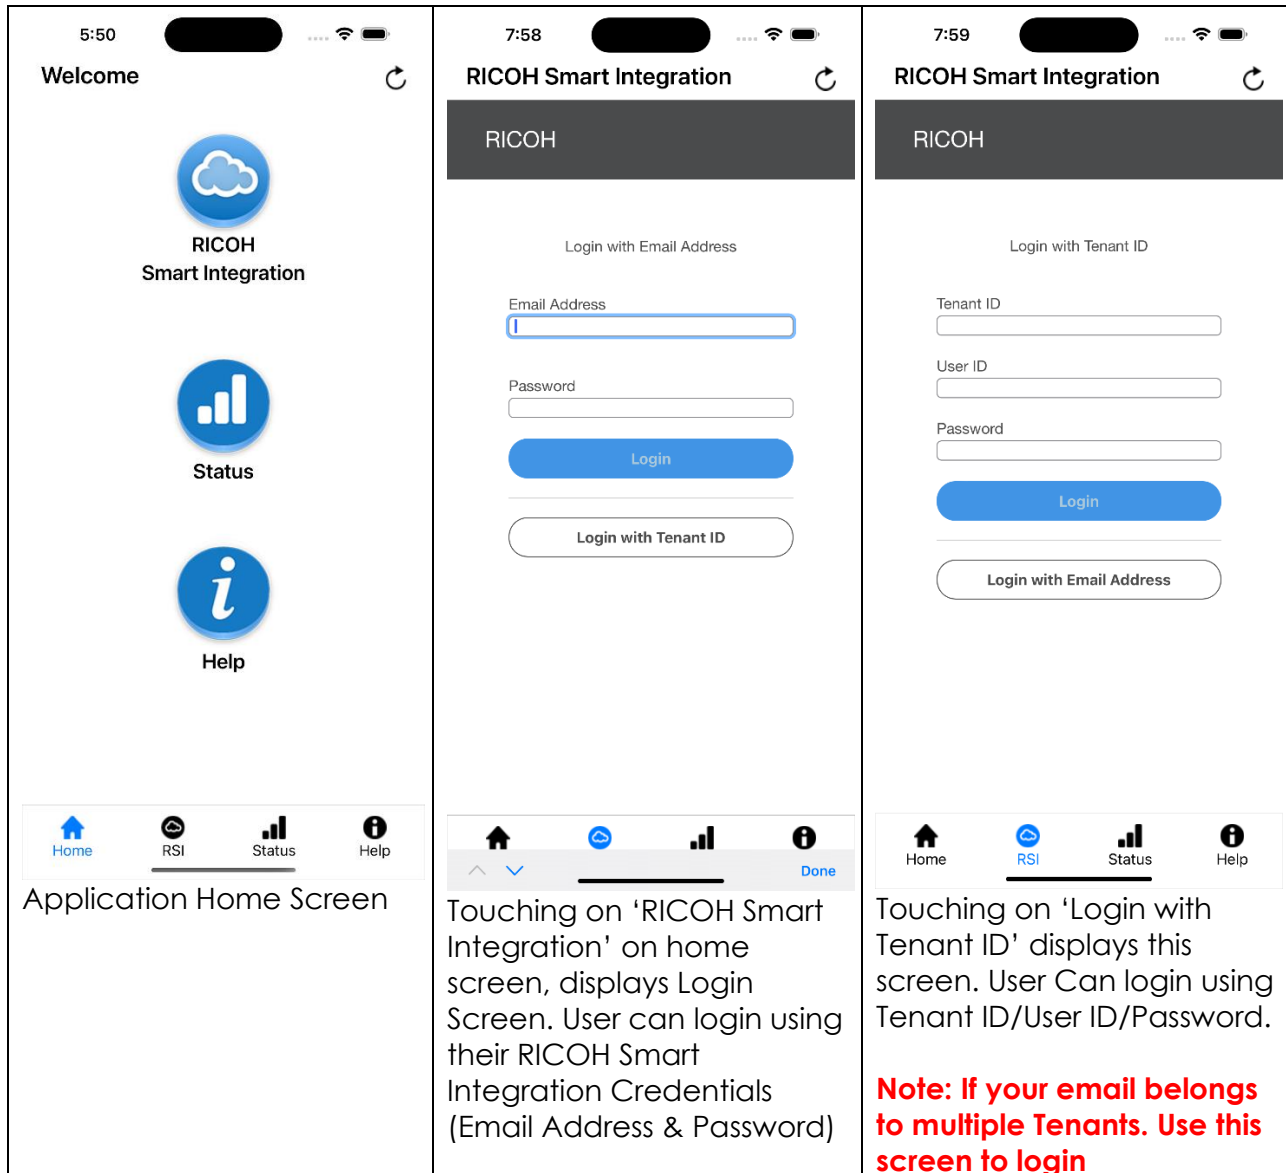 5:50
Welcome
RICOH
Smart Integration
Status
Help
Home
RSI
Status
Help
Application Home Screen
7:58
RICOH Smart Integration
RICOH
Login with Email Address
Email Address
Password
Login
Login with Tenant ID
Done
Touching on ‘RICOH Smart
Integration’ on home
screen, displays Login
Screen. User can login using
their RICOH Smart
Integration Credentials
(Email Address & Password)
7:59
RICOH Smart Integration
RICOH
Login with Tenant ID
Tenant ID
User ID
Password
Login
Login with Email Address
Home
RSI
Status
Help
Touching on ‘Login with
Tenant ID’ displays this
screen. User Can login using
Tenant ID/User ID/Password.
Note: If your email belongs
to multiple Tenants. Use this
screen to login